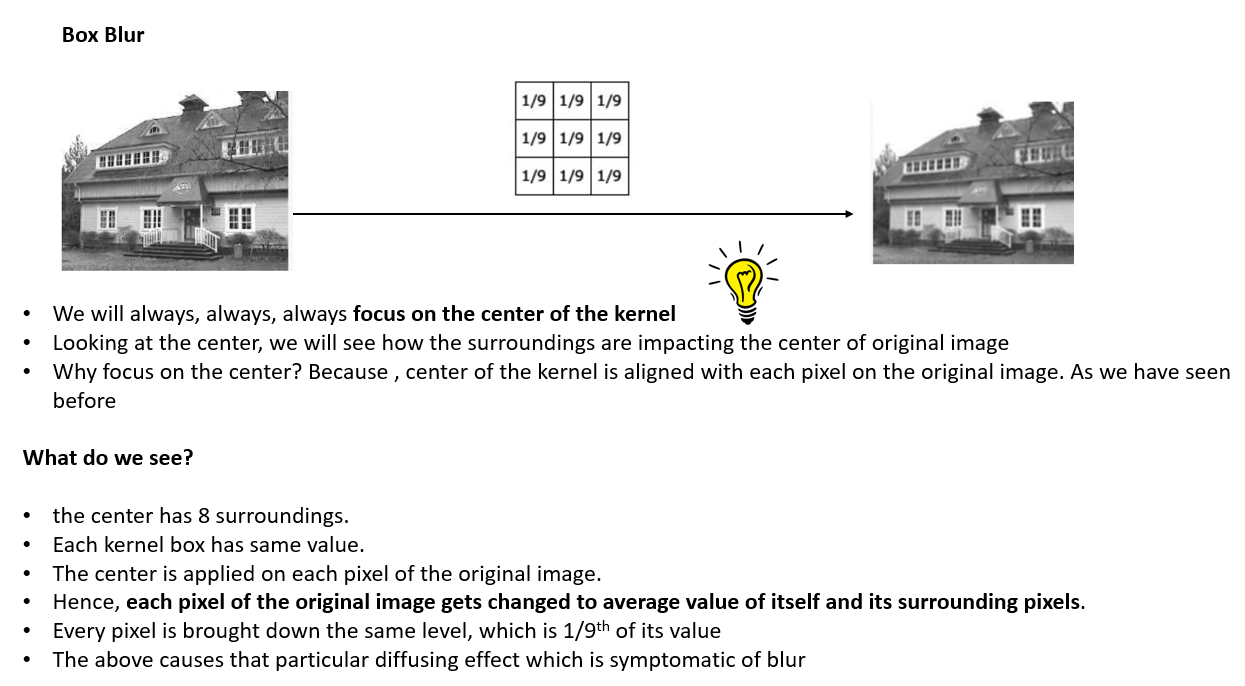 Box Blur
1/9 1/9 1/9
1/9 1/9 1/9
1/9 1/9 1/9
• We will always, always, always focus on the center of the kernel
• Looking at the center, we will see how the surroundings are impacting the center of original image
• Why focus on the center? Because , center of the kernel is aligned with each pixel on the original image. As we have seen
before
What do we see?
• the center has 8 surroundings.
• Each kernel box has same value.
• The center is applied on each pixel of the original image.
• Hence, each pixel of the original image gets changed to average value of itself and its surrounding pixels.
• Every pixel is brought down the same level, which is 1/9th of its value
• The above causes that particular diffusing effect which is symptomatic of blur